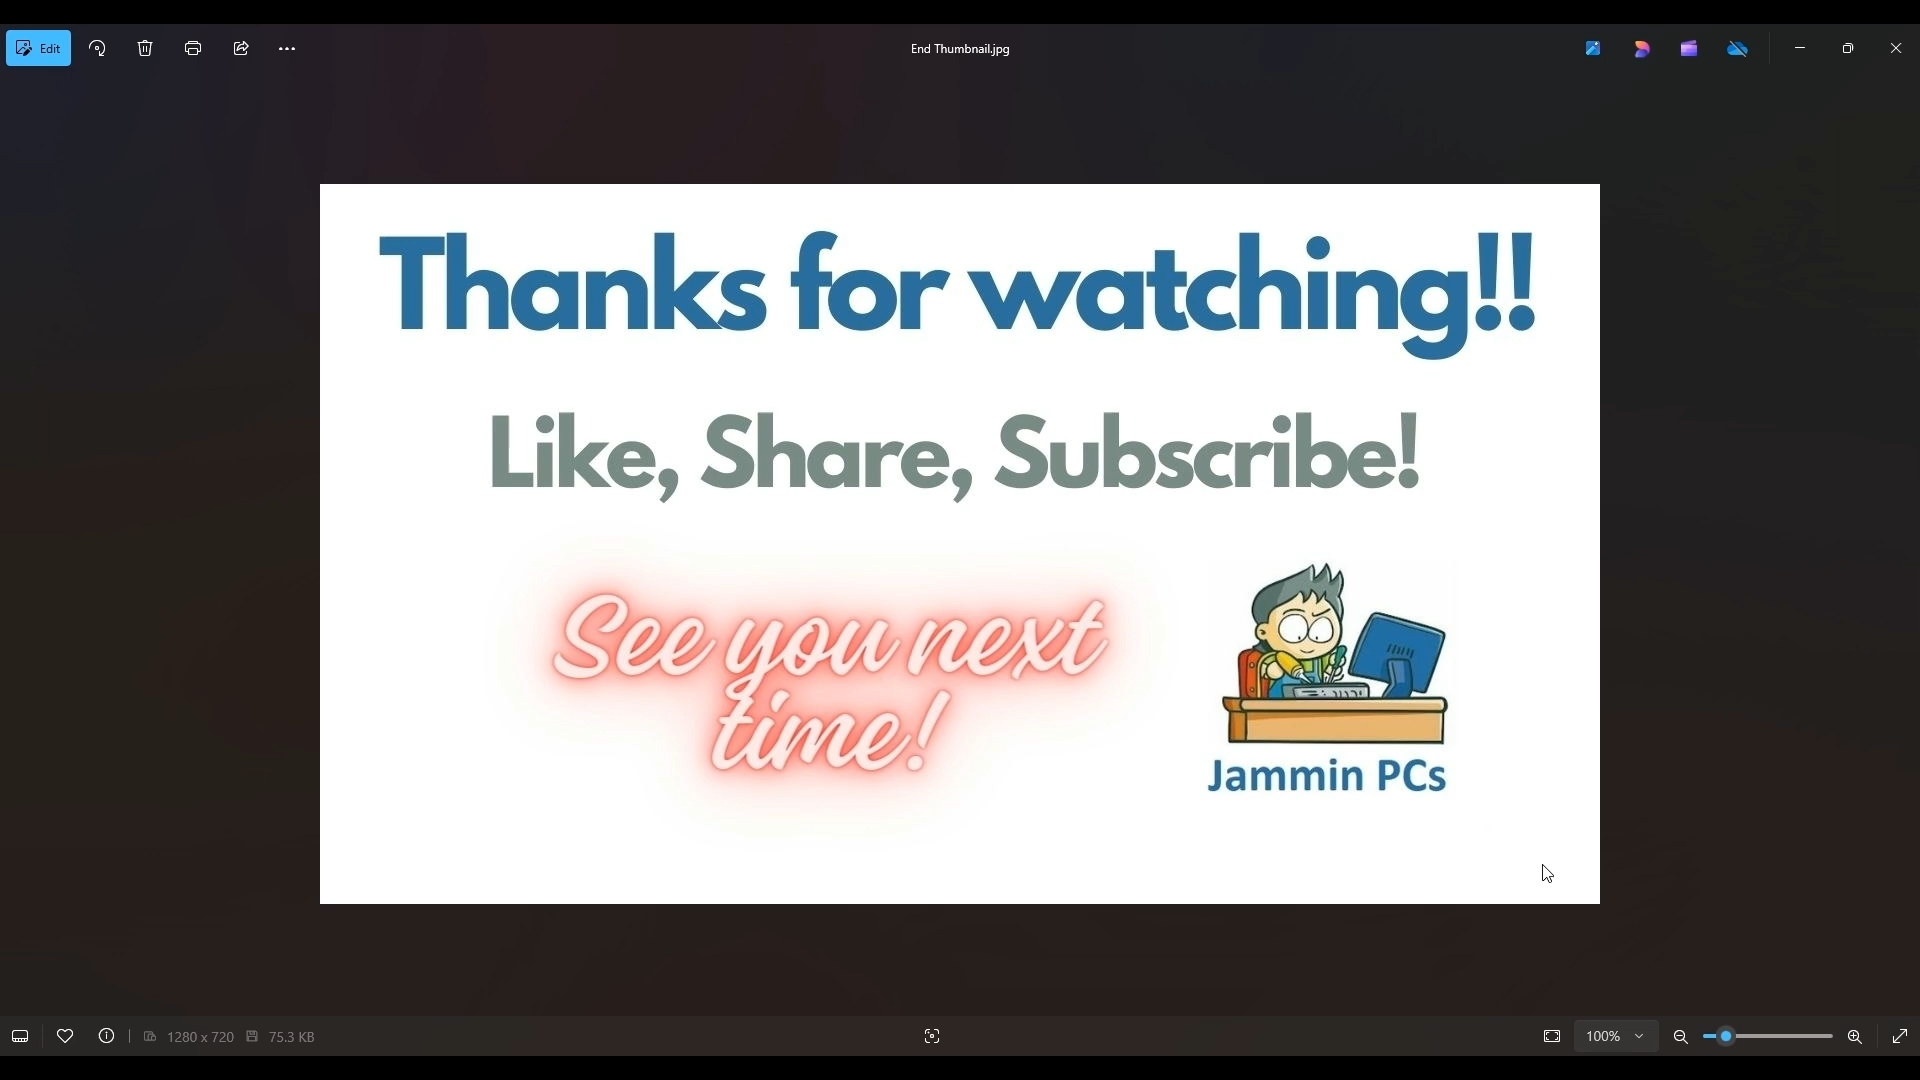 Edit
End Thumbnail.jpg
Thanks for watching!!
Like, Share, Subscribe!
See you next
time!
Jammin PCs
1280 x 720
75.3 KB
100%